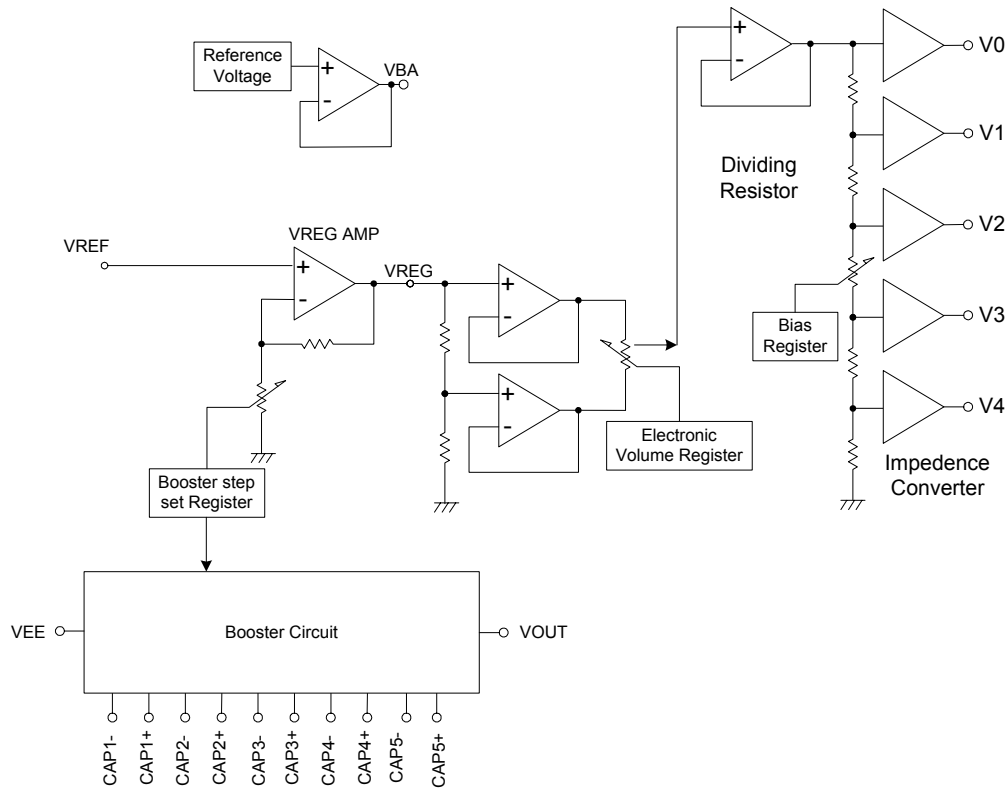 Reference
Voltage
+
-
VBA
+
-
V0
V1
Dividing
Resistor
V2
VREF
VREG AMP
+
-
VREG
+
-
Bias
Register
V3
+
-
Electronic
Volume Register
V4
Impedence
Converter
Booster step
set Register
VEE
Booster Circuit
VOUT
CAP1-
CAP1+
CAP2-
CAP2+
CAP3-
CAP3+
CAP4-
CAP4+
CAP5-
CAP5+